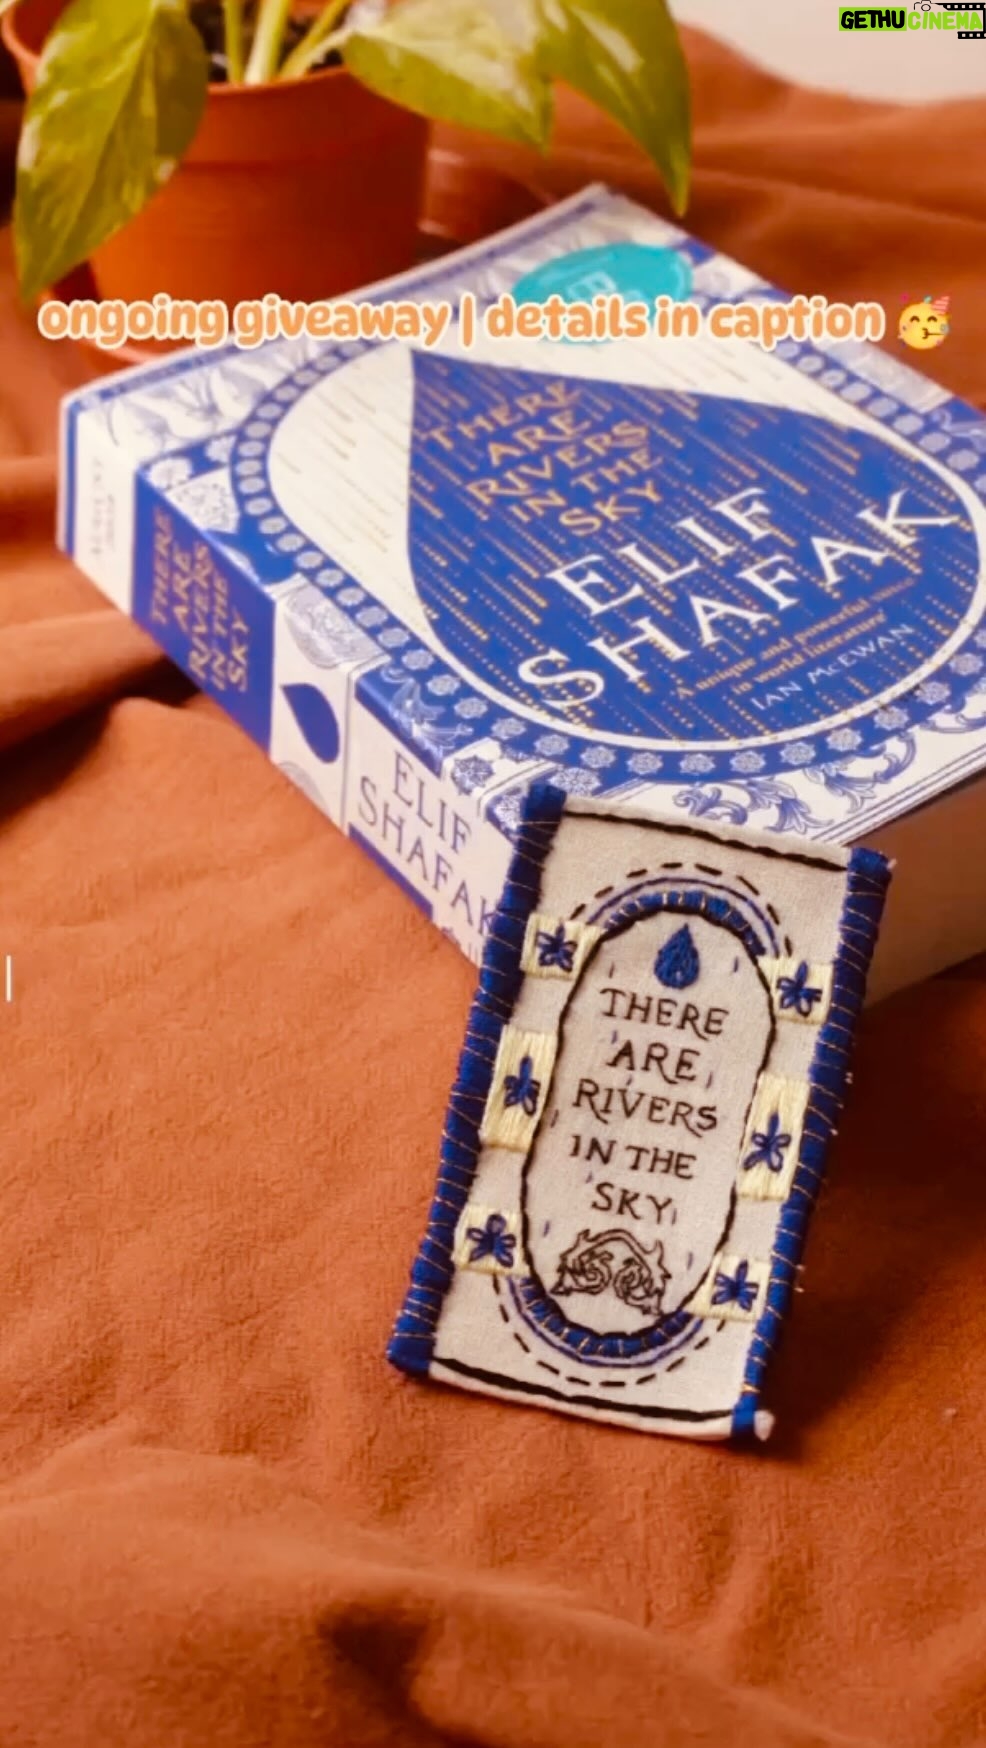 GETHU CINEMA
ongoing giveaway | details in caption 🥳
THERE
ARE
RIVERS
IN THE
SKY
ELIF
SHAFAK
A unique and powerful voice
in world literature'
IAN McEWAN
THERE
ARE
RIVERS
IN THE
SKY
ELIF
SHAFAK
THERE
ARE
RIVERS
IN THE
SKY